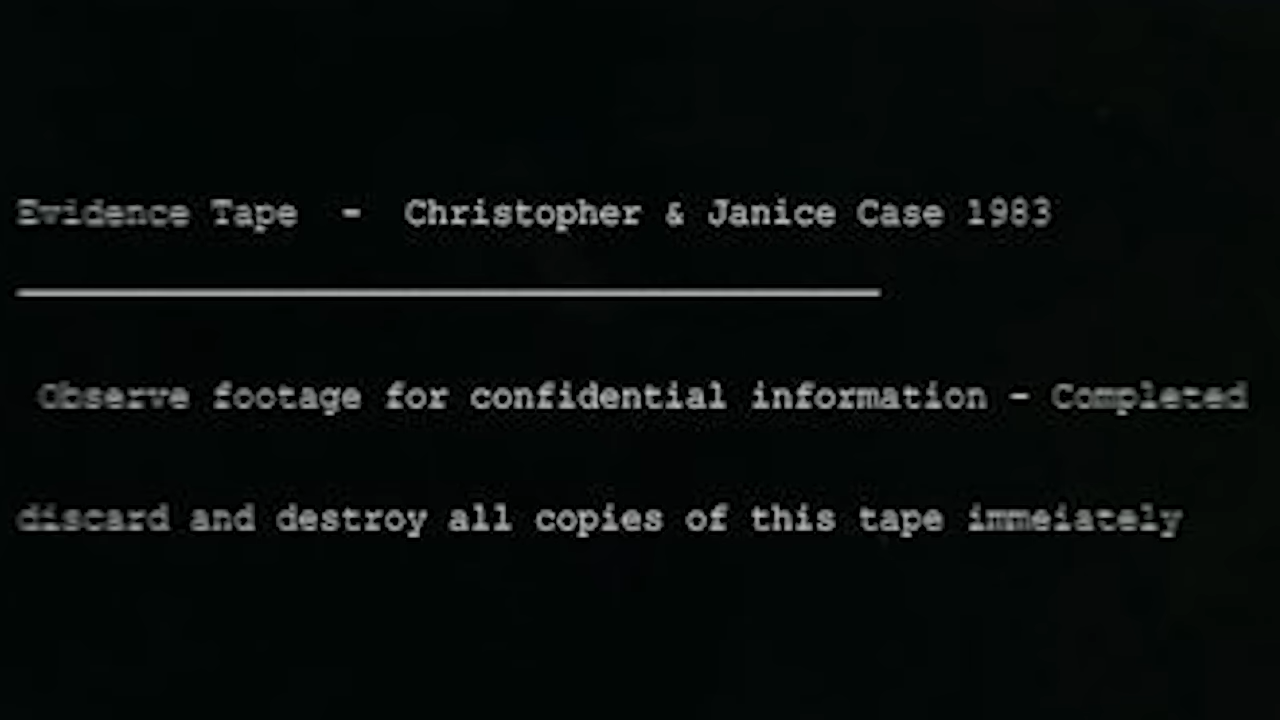 Evidence Tape - Christopher & Janice Case 1983
Observe footage for confidential information - Completed
discard and destroy all copies of this tape immeiately